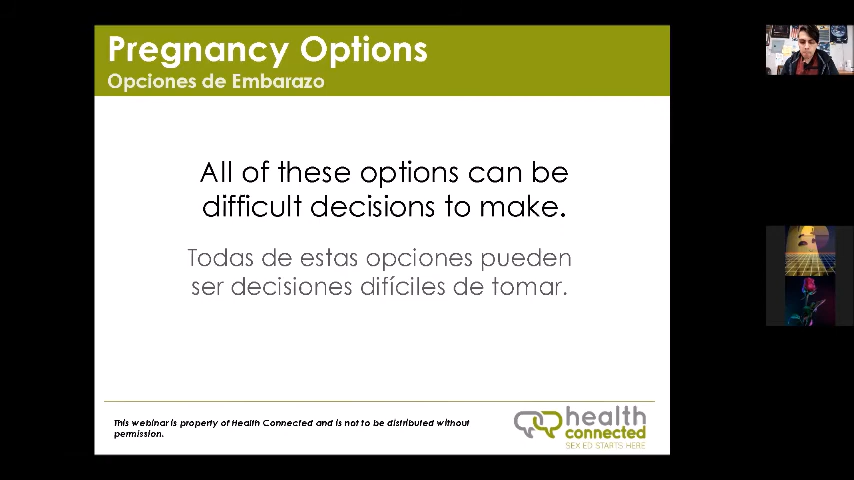 Pregnancy Options
Opciones de Embarazo
All of these options can be
difficult decisions to make.
Todas de estas opciones pueden
ser decisiones difíciles de tomar.
This webinar is property of Health Connected and is not to be distributed without
permission.
health
connected
SEX ED STARTS HERE